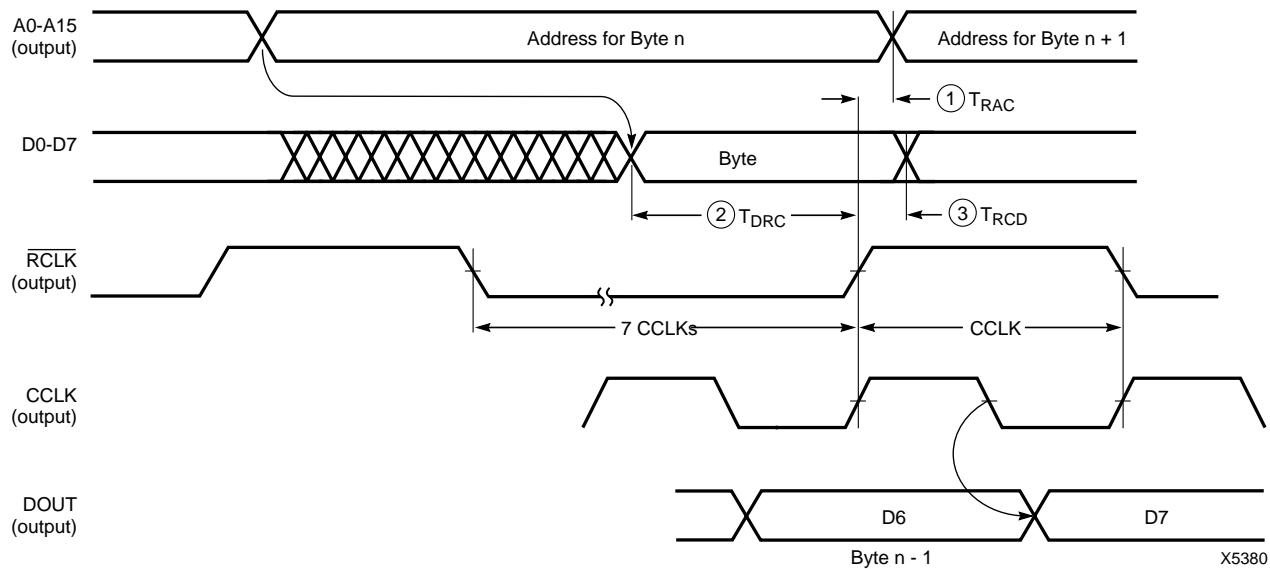 A0-A15
(output)
Address for Byte n
Address for Byte n + 1
1 TRAC
D0-D7
Byte
2 TDRC
3 TRCD
RCLK
(output)
7 CCLKs
CCLK
CCLK
(output)
DOUT
(output)
D6
D7
Byte n - 1
X5380